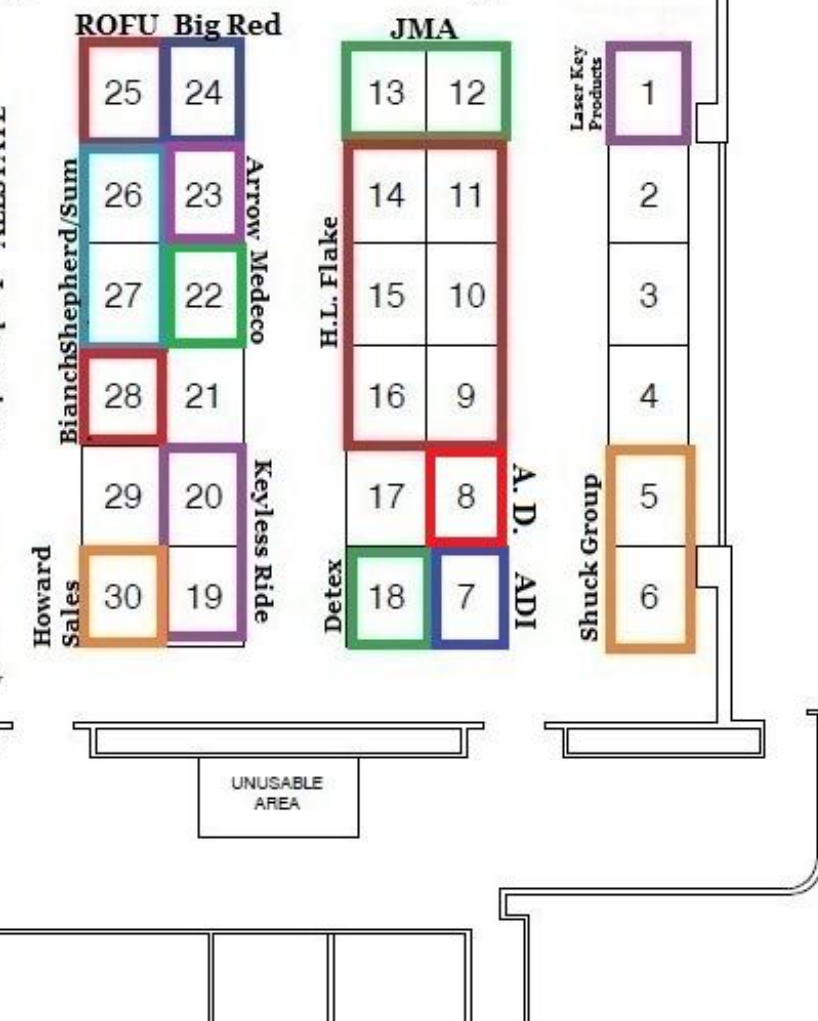 ROFU Big Red
JMA
Laser Key
Products
25 24
13 12
1
Shepherd/Sum
26 23
Arrow
14 11
2
H.L. Flake
27 22
Medeco
15 10
3
28 21
16 9
4
29 20
Keyless Ride
17 8
A. D.
Shuck Group
5
Howard
Sales
30 19
Detex
18 7
ADI
6
UNUSABLE
AREA